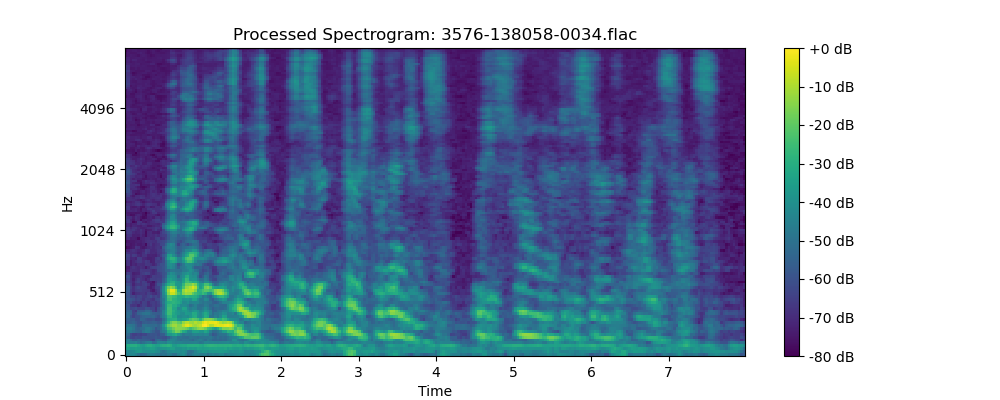 Processed Spectrogram: 3576-138058-0034.flac
Hz
4096
2048
1024
512
0
0 1 2 3 4 5 6 7
Time
+0 dB
-10 dB
-20 dB
-30 dB
-40 dB
-50 dB
-60 dB
-70 dB
-80 dB